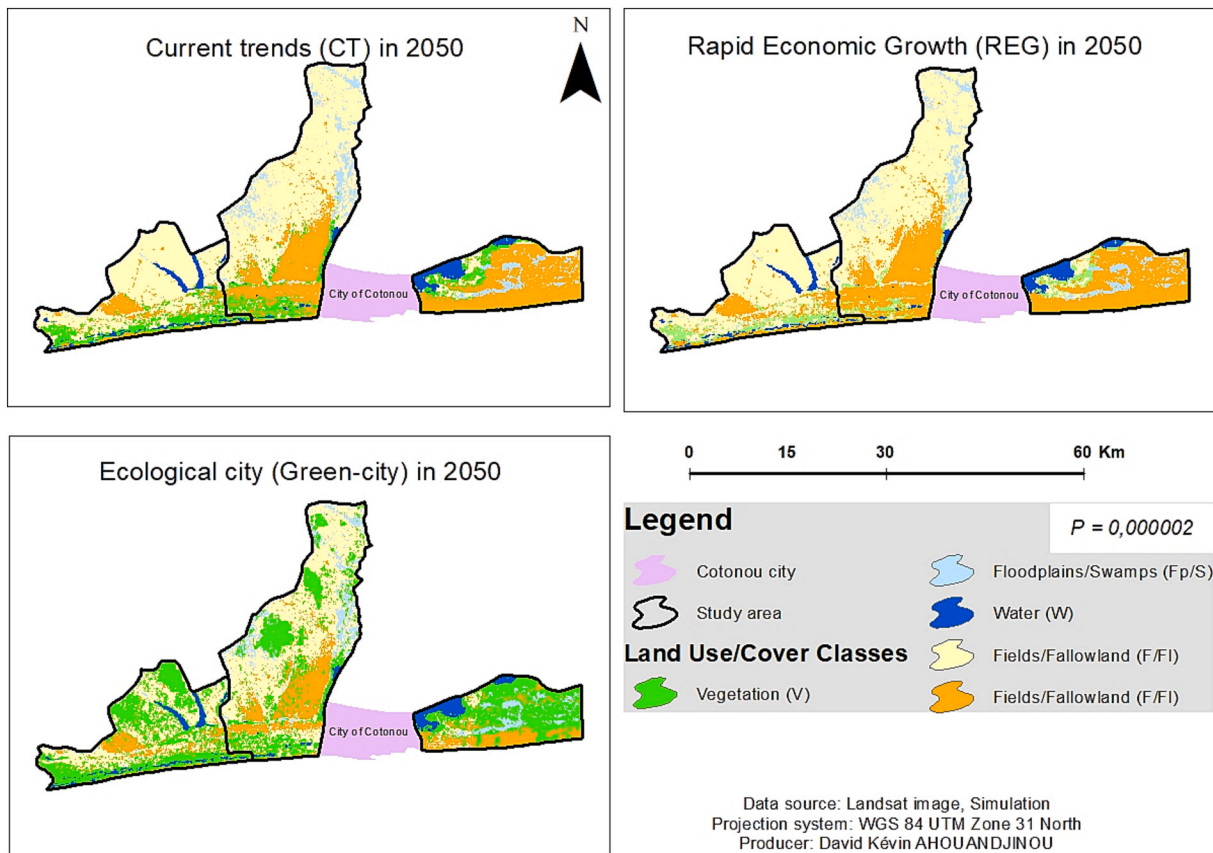 Current trends (CT) in 2050
N
City of Cotonou
Rapid Economic Growth (REG) in 2050
City of Cotonou
Ecological city (Green-city) in 2050
City of Cotonou
0 15 30 60 Km
Legend
P = 0,000002
Cotonou city
Floodplains/Swamps (Fp/S)
Study area
Water (W)
Land Use/Cover Classes
Fields/Fallowland (F/Fl)
Vegetation (V)
Fields/Fallowland (F/Fl)
Data source: Landsat image, Simulation
Projection system: WGS 84 UTM Zone 31 North
Producer: David Kévin AHOUANDJINOU